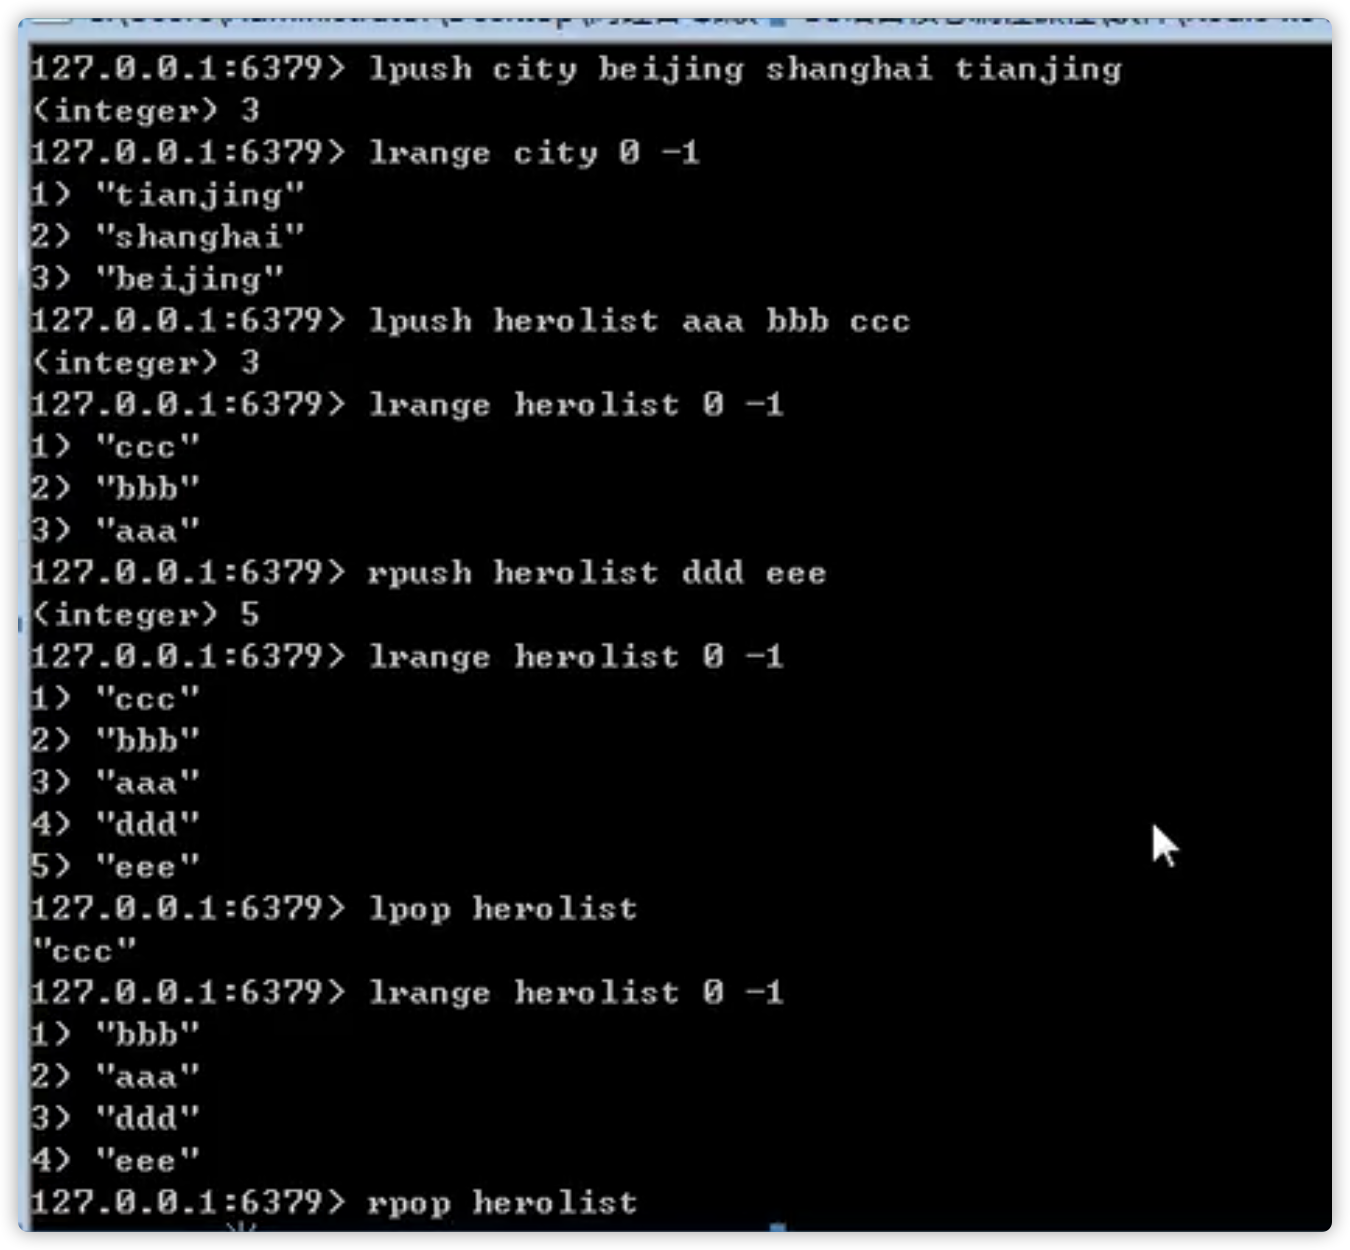 127.0.0.1:6379> lpush city beijing shanghai tianjing
(integer) 3
127.0.0.1:6379> lrange city 0 -1
1) "tianjing"
2) "shanghai"
3) "beijing"
127.0.0.1:6379> lpush herolist aaa bbb ccc
(integer) 3
127.0.0.1:6379> lrange herolist 0 -1
1) "ccc"
2) "bbb"
3) "aaa"
127.0.0.1:6379> rpush herolist ddd eee
(integer) 5
127.0.0.1:6379> lrange herolist 0 -1
1) "ccc"
2) "bbb"
3) "aaa"
4) "ddd"
5) "eee"
127.0.0.1:6379> lpop herolist
"ccc"
127.0.0.1:6379> lrange herolist 0 -1
1) "bbb"
2) "aaa"
3) "ddd"
4) "eee"
127.0.0.1:6379> rpop herolist